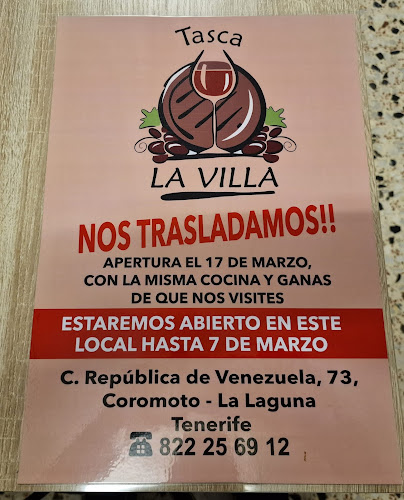 Tasca
LA VILLA
NOS TRASLADAMOS!!
APERTURA EL 17 DE MARZO,
CON LA MISMA COCINA Y GANAS
DE QUE NOS VISITES
ESTAREMOS ABIERTO EN ESTE
LOCAL HASTA 7 DE MARZO
C. República de Venezuela, 73,
Coromoto - La Laguna
Tenerife
☎ 822 25 69 12